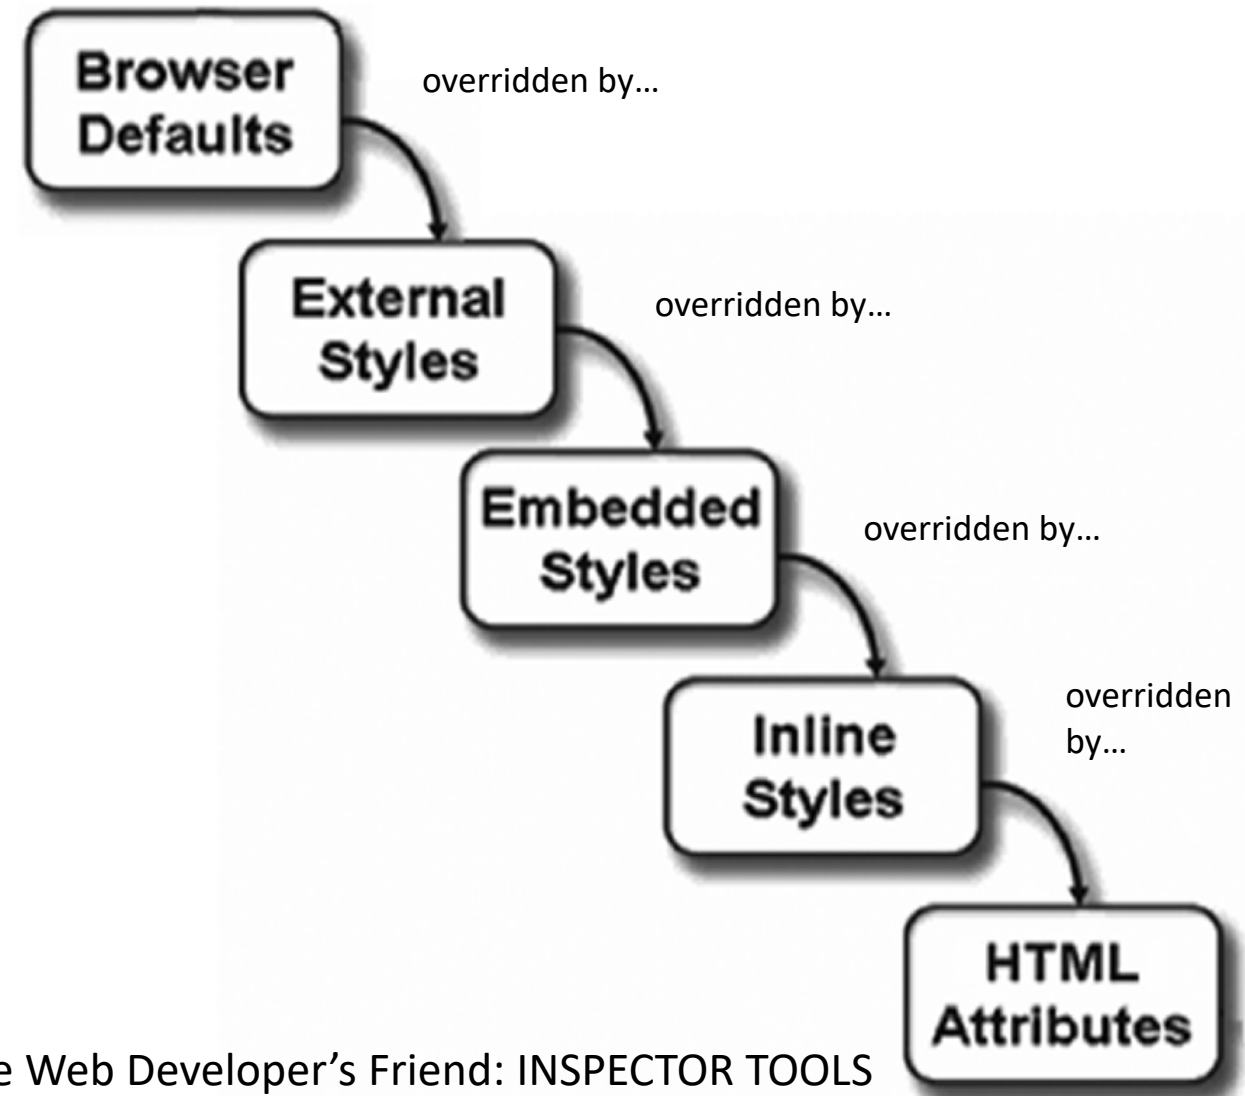 Browser
Defaults
overridden by…
External
Styles
overridden by…
Embedded
Styles
overridden by…
Inline
Styles
overridden
by…
HTML
Attributes
Web Developer’s Friend: INSPECTOR TOOLS